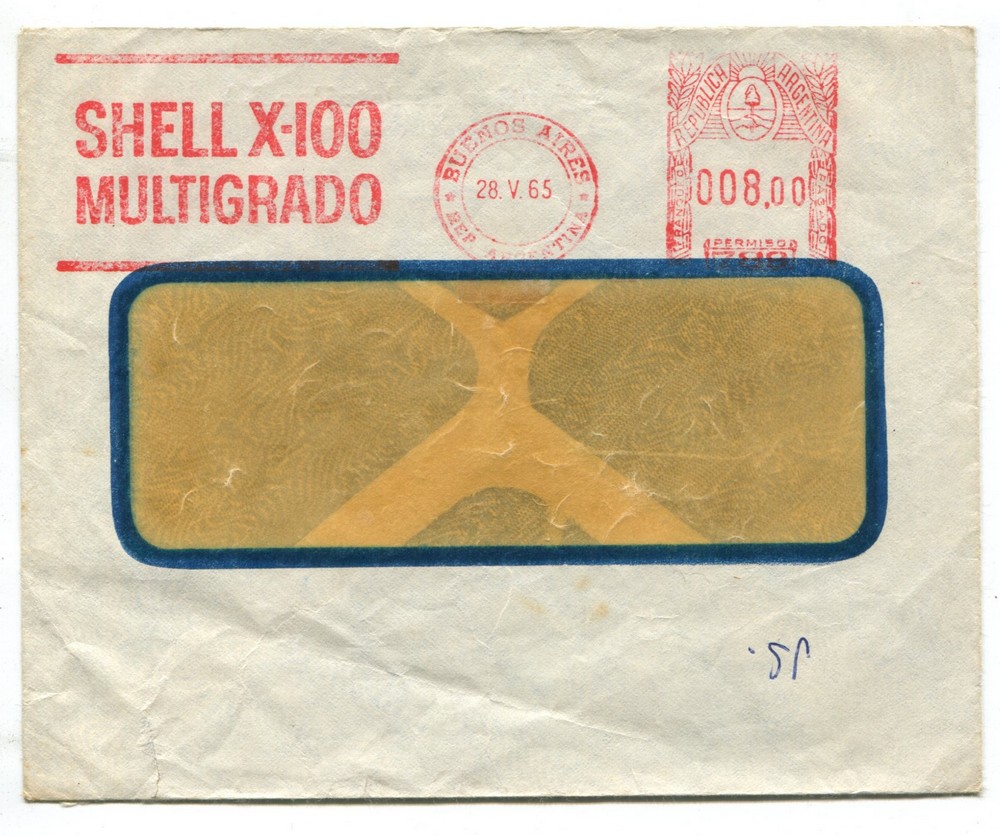 SHELL X-100
MULTIGRADO
BUENOS AIRES
28. V. 65
REP. ARGENTINA
REPUBLICA ARGENTINA
FRANQUEO
008,00
PAGADO
PERMISO